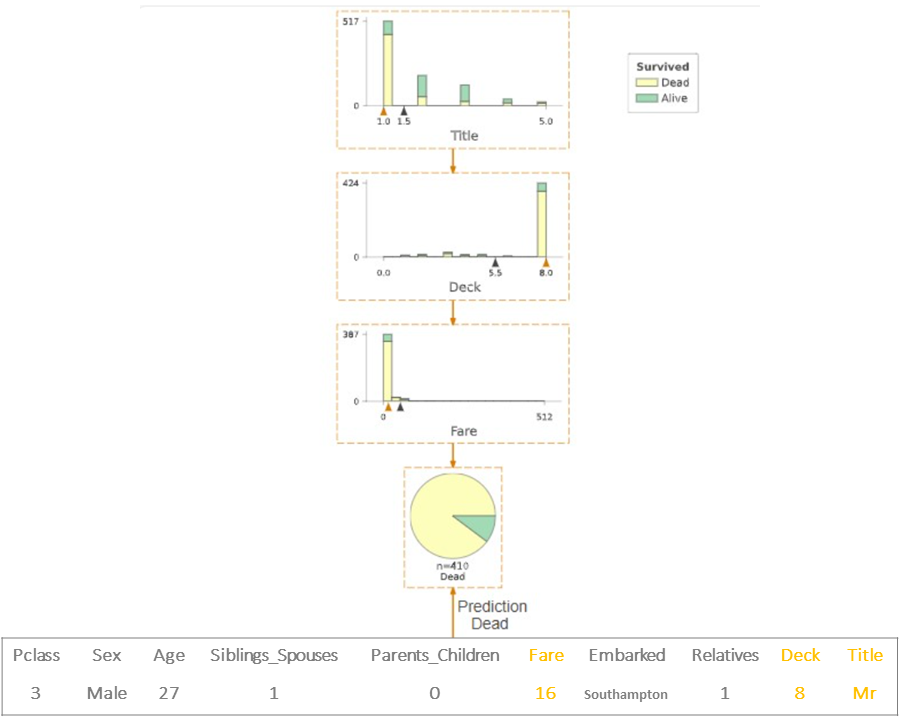 517
0
1.0 1.5 5.0
Title
Survived
Dead
Alive
424
0
0.0 5.5 8.0
Deck
387
0
0 512
Fare
n=410
Dead
Prediction
Dead
Pclass Sex Age Siblings_Spouses Parents_Children Fare Embarked Relatives Deck Title
3 Male 27 1 0 16 Southampton 1 8 Mr